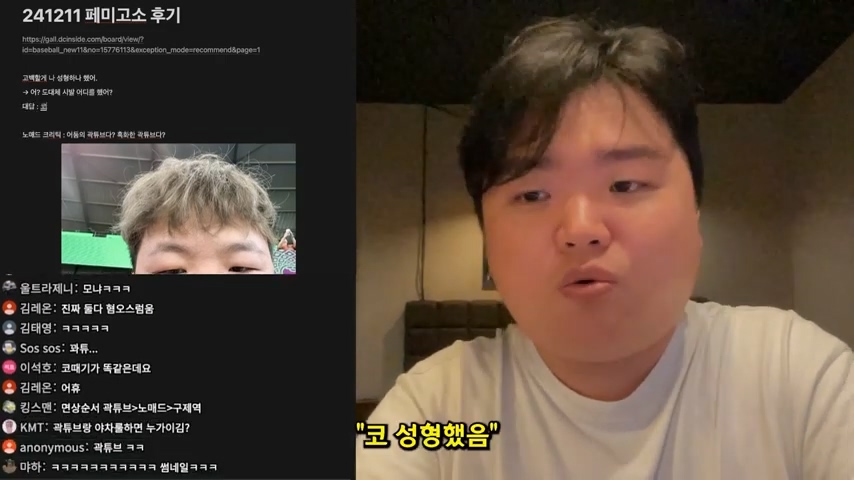 241211 페미고소 후기
https://gall.dcinside.com/board/view/?
id=baseball_new11&no=15776113&exception_mode=recommend&page=1
고백할게 나 성형하나 했어.
→ 어? 도대체 시발 어디를 했어?
대답 : 코
노매드 크리틱 : 어둠의 곽튜브다? 흑화한 곽튜브다?
울트라제니: 모냐ㅋㅋㅋ
김레온: 진짜 둘다 혐오스럼움
김태영: ㅋㅋㅋㅋㅋ
Sos sos: 꽈튜...
이석호: 코때기가 똑같은데요
김레온: 어휴
킹스맨: 연상순서 곽튜브>노매드>구제역
KMT: 곽튜브랑 야차룰하면 누가이김?
anonymous: 곽튜브 ㅋㅋ
먀하: ㅋㅋㅋㅋㅋㅋㅋㅋㅋㅋㅋ 썸네일ㅋㅋㅋ
"코 성형했음"